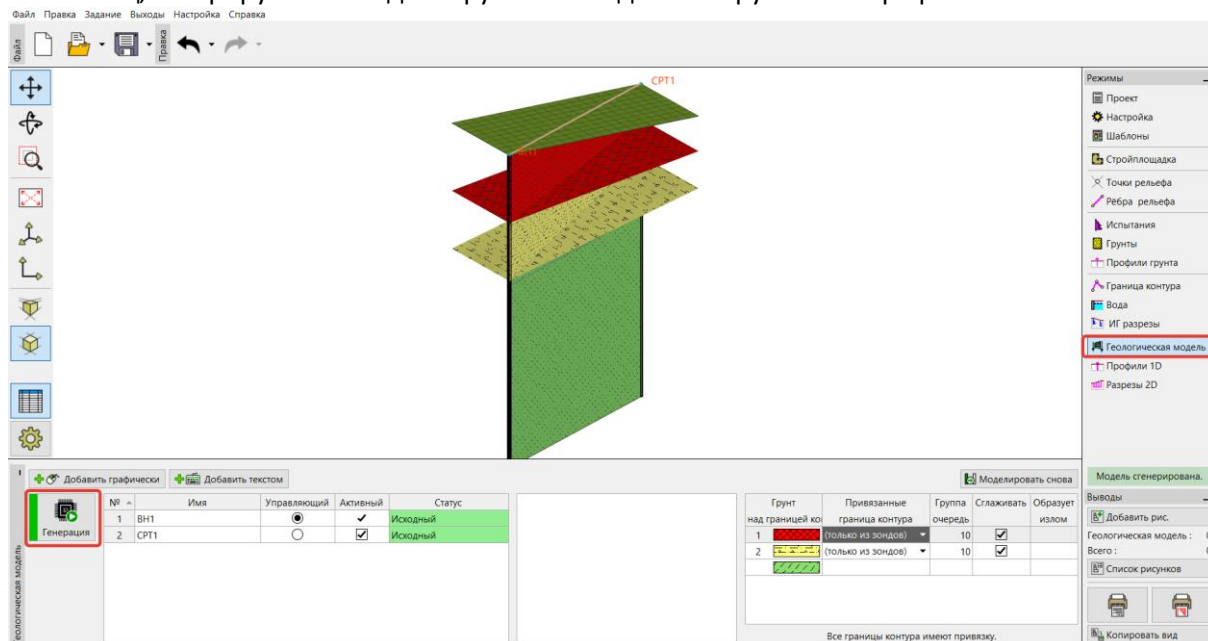 Файл Правка Задание Выходы Настройка Справка
Файл
Правка
CPT1
Режимы
Проект
Настройка
Шаблоны
Стройплощадка
Точки рельефа
Рёбра рельефа
Испытания
Грунты
Профили грунта
Граница контура
Вода
ИГ разрезы
Геологическая модель
Профили 1D
Разрезы 2D
Добавить графически Добавить текстом Моделировать снова
Модель сгенерирована.
Генерация
№ Имя Управляющий Активный Статус
1 BH1 Исходный
2 CPT1 Исходный
Грунт Привязанные Группа Сглаживать Образует
над границей ко граница контура очередь излом
1 (только из зондов) 10
2 (только из зондов) 10
Все границы контура имеют привязку.
Выводы
Добавить рис.
Геологическая модель :
Всего :
Список рисунков
Копировать вид